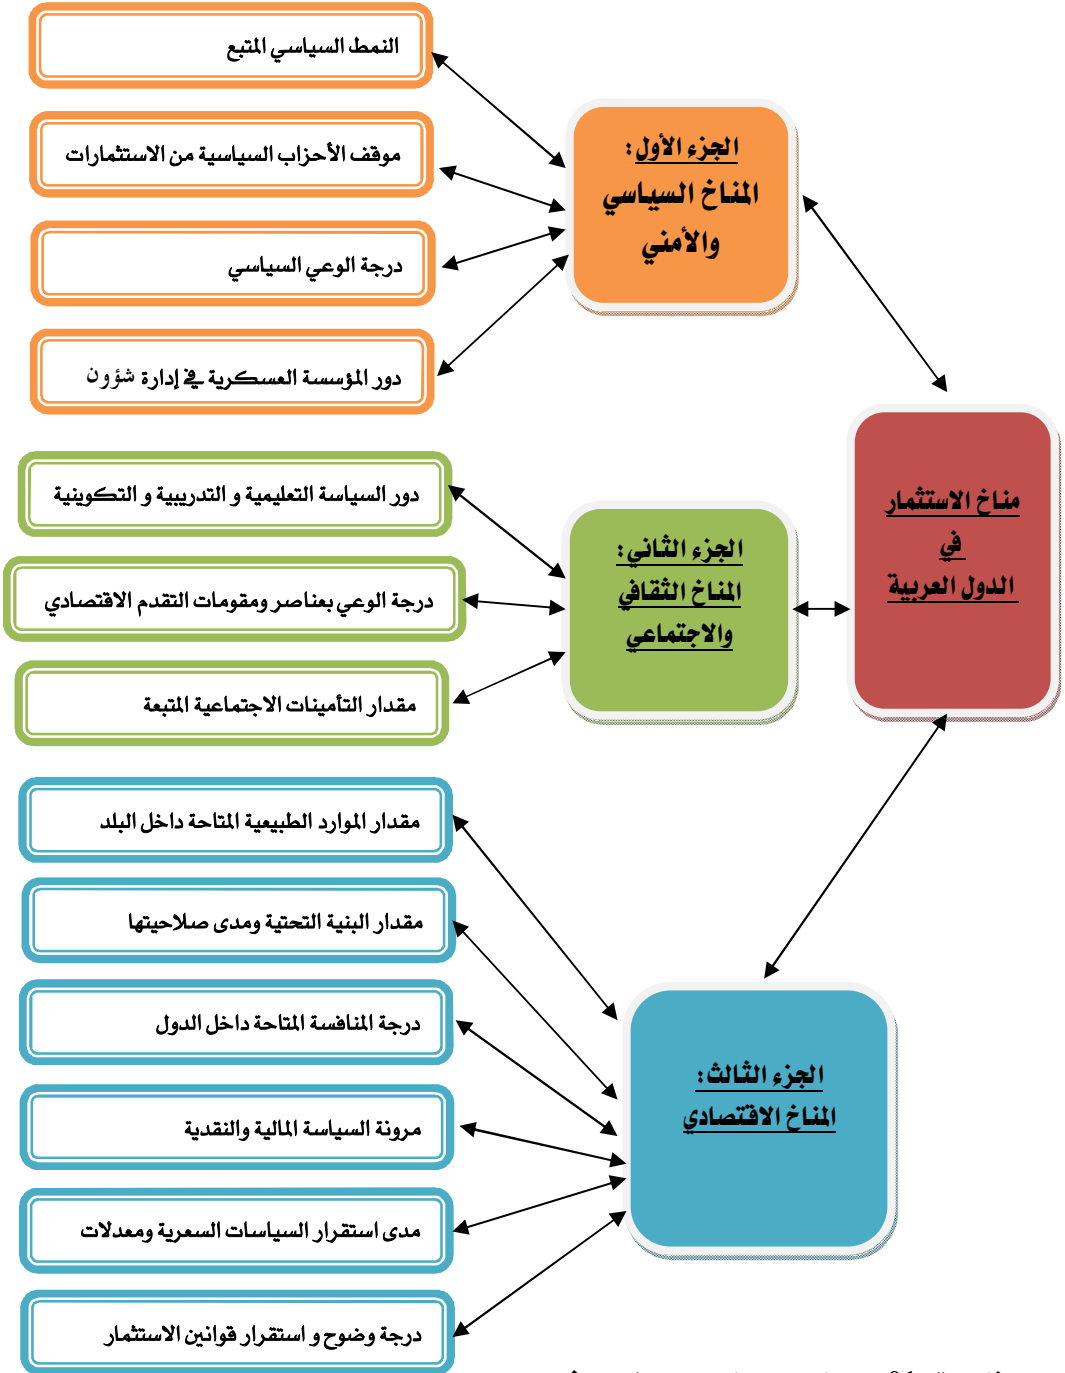 مناخ الاستثمار
في
الدول العربية
الجزء الأول:
المناخ السياسي
والأمني
النمط السياسي المتبع
موقف الأحزاب السياسية من الاستثمارات
درجة الوعي السياسي
دور المؤسسة العسكرية في إدارة شؤون
الجزء الثاني:
المناخ الثقافي
والاجتماعي
دور السياسة التعليمية و التدريبية و التكوينية
درجة الوعي بعناصر ومقومات التقدم الاقتصادي
مقدار التأمينات الاجتماعية المتبعة
الجزء الثالث:
المناخ الاقتصادي
مقدار الموارد الطبيعية المتاحة داخل البلد
مقدار البنية التحتية ومدى صلاحيتها
درجة المنافسة المتاحة داخل الدول
مرونة السياسة المالية والنقدية
مدى استقرار السياسات السعرية ومعدلات
درجة وضوح و استقرار قوانين الاستثمار